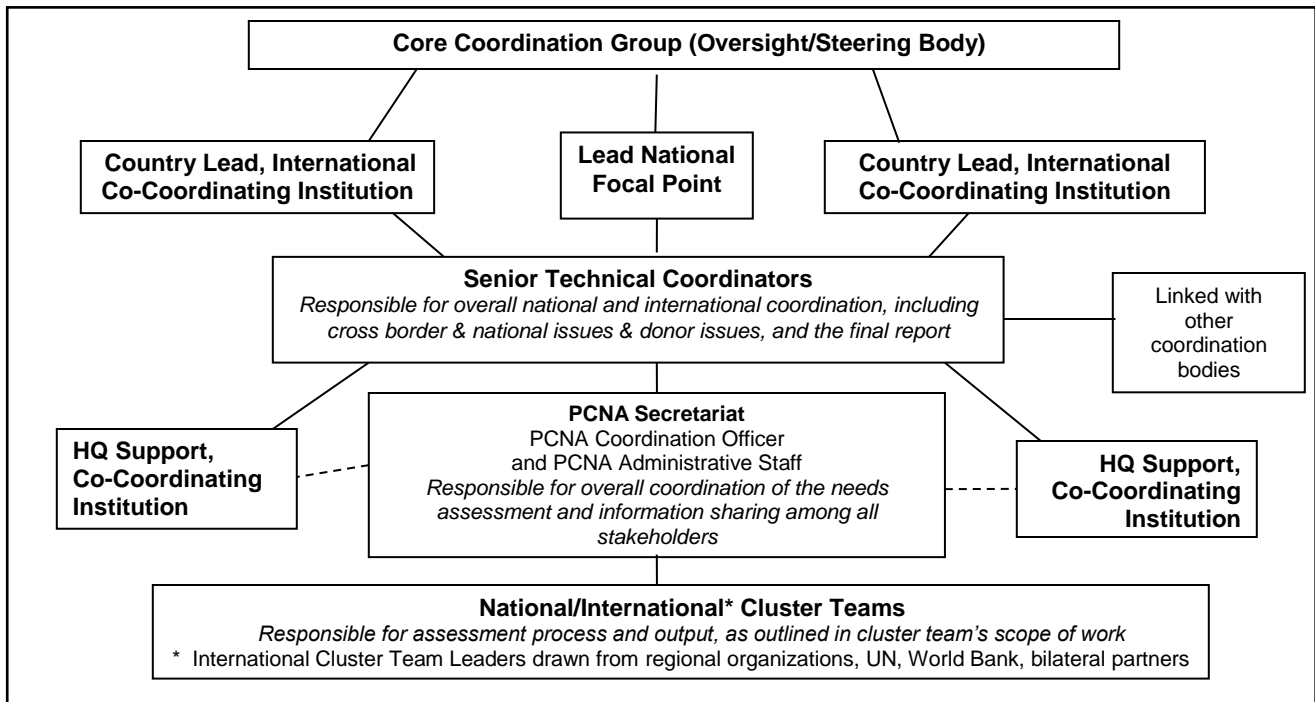 Core Coordination Group (Oversight/Steering Body)
Country Lead, International
Co-Coordinating Institution
Lead National
Focal Point
Country Lead, International
Co-Coordinating Institution
Senior Technical Coordinators
Responsible for overall national and international coordination, including
cross border & national issues & donor issues, and the final report
Linked with
other
coordination
bodies
HQ Support,
Co-Coordinating
Institution
PCNA Secretariat
PCNA Coordination Officer
and PCNA Administrative Staff
Responsible for overall coordination of the needs
assessment and information sharing among all
stakeholders
HQ Support,
Co-Coordinating
Institution
National/International* Cluster Teams
Responsible for assessment process and output, as outlined in cluster team’s scope of work
* International Cluster Team Leaders drawn from regional organizations, UN, World Bank, bilateral partners